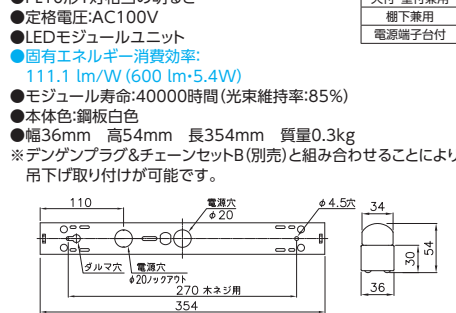 ●定格電圧:AC100V
●LEDモジュールユニット
●固有エネルギー消費効率:
111.1 lm/W (600 lm・5.4W)
●モジュール寿命:40000時間(光束維持率:85%)
●本体色:鋼板白色
●幅36mm 高54mm 長354mm 質量0.3kg
※デンゲンプラグ&チェーンセットB(別売)と組み合わせることにより
吊下げ取り付けが可能です。
棚下兼用
電源端子台付
110
電源穴
φ20
φ4.5穴
ダルマ穴
電源穴
φ20ノックアウト
270 木ネジ用
354
34
30
54
36